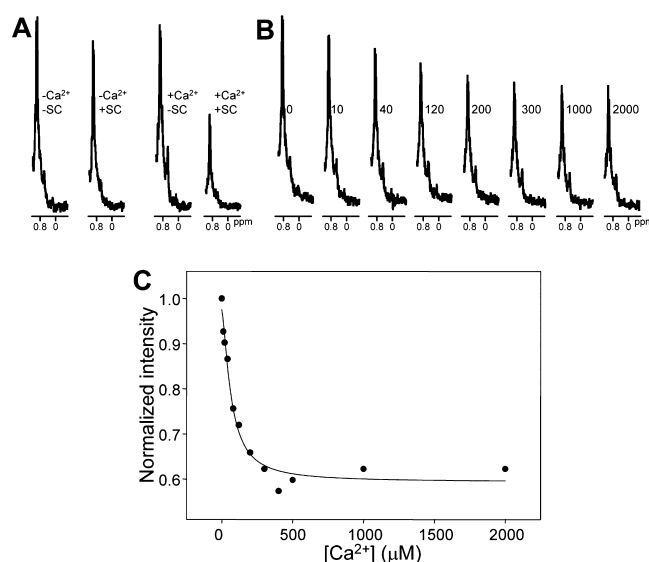 A
B
-Ca²⁺ -Ca²⁺ +Ca²⁺ +Ca²⁺
-SC +SC -SC +SC
0 10 40 120 200 300 1000 2000
0.8 0 0.8 0 0.8 0 0.8 0 ppm
0.8 0 0.8 0 0.8 0 0.8 0 0.8 0 0.8 0 0.8 0 0.8 0 ppm
C
Normalized intensity
1.0
0.9
0.8
0.7
0.6
0 500 1000 1500 2000
[Ca²⁺] (μM)